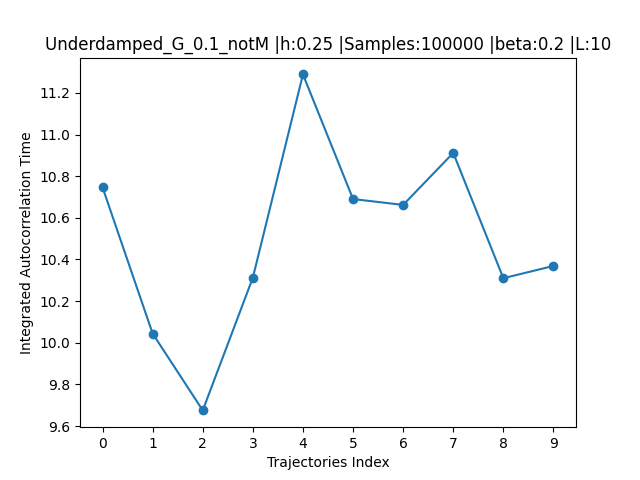 Underdamped_G_0.1_notM |h:0.25 |Samples:100000 |beta:0.2 |L:10
Integrated Autocorrelation Time
11.2
11.0
10.8
10.6
10.4
10.2
10.0
9.8
9.6
0 1 2 3 4 5 6 7 8 9
Trajectories Index